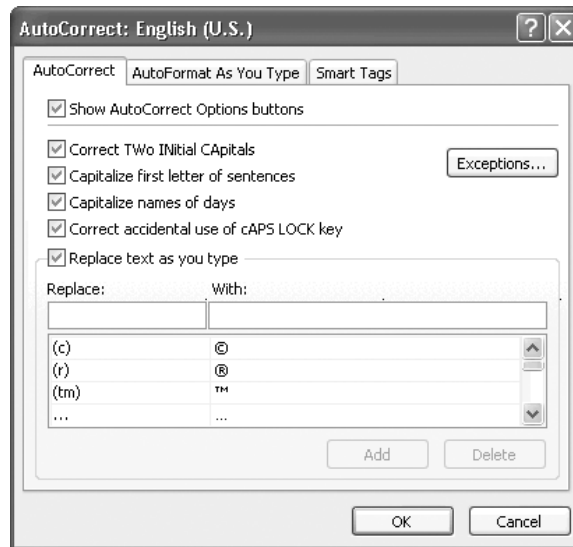 AutoCorrect: English (U.S.)
AutoCorrect AutoFormat As You Type Smart Tags
Show AutoCorrect Options buttons
Correct TWo INitial CApitals
Exceptions...
Capitalize first letter of sentences
Capitalize names of days
Correct accidental use of cAPS LOCK key
Replace text as you type
Replace: With:
(c) ©
(r) ®
(tm) ™
... …
Add Delete
OK Cancel